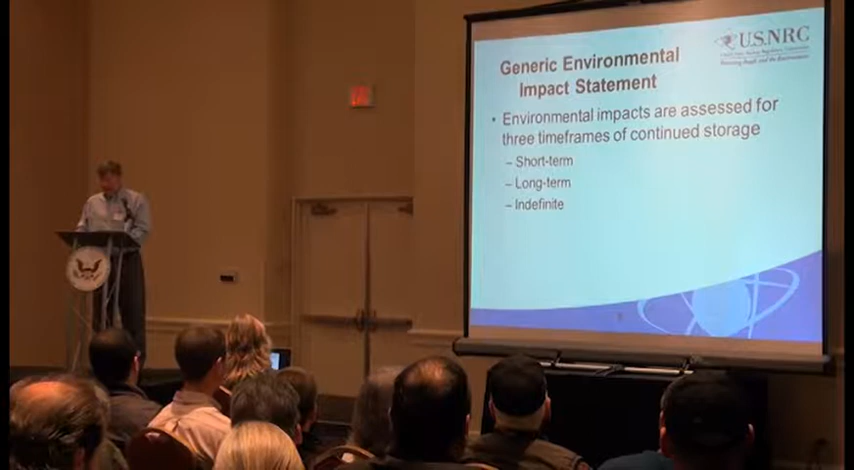 U.S.NRC
Generic Environmental
Impact Statement
• Environmental impacts are assessed for
three timeframes of continued storage
– Short-term
– Long-term
– Indefinite